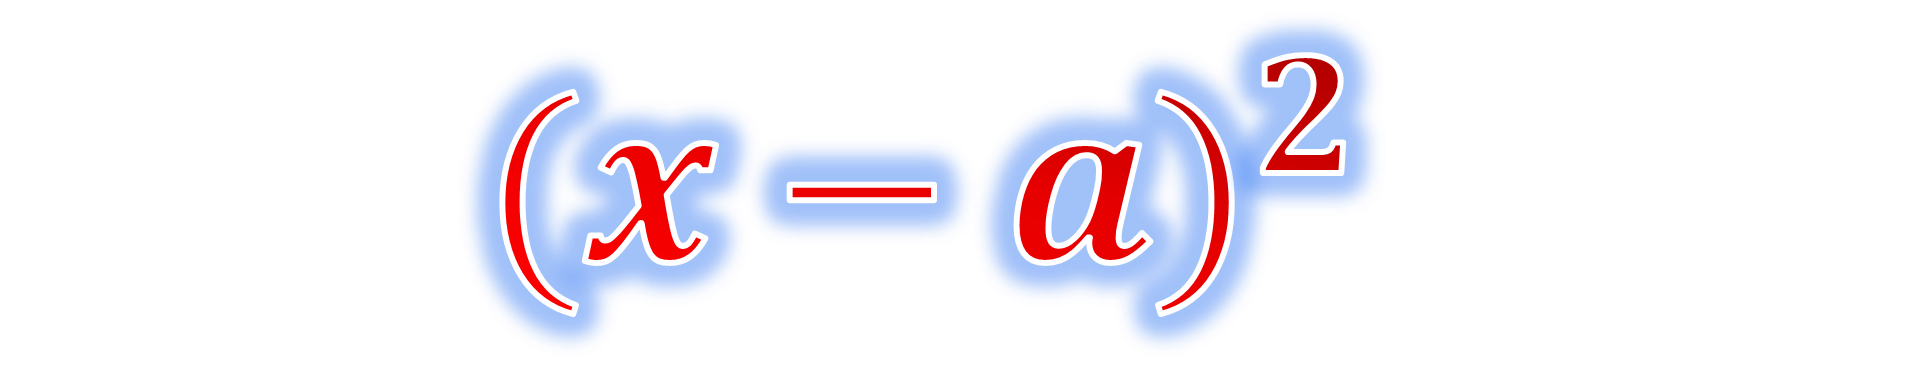 (x − a)²